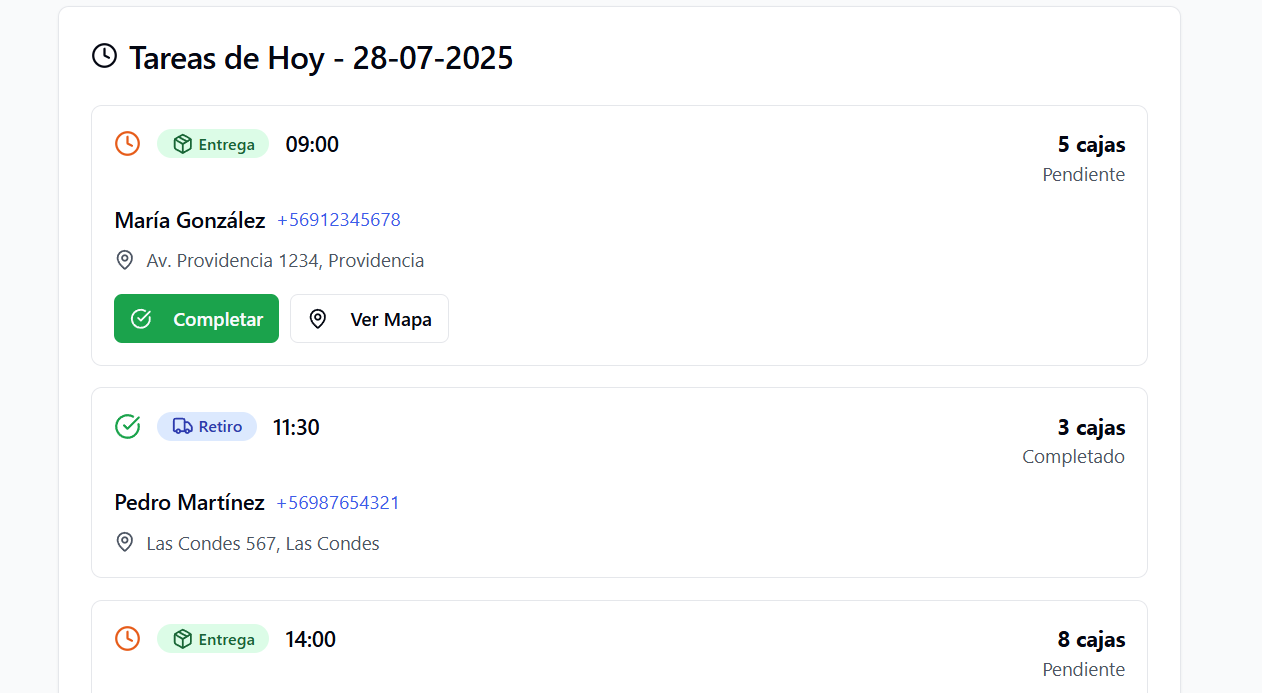 Tareas de Hoy - 28-07-2025
Entrega 09:00 5 cajas
Pendiente
María González +56912345678
Av. Providencia 1234, Providencia
Completar Ver Mapa
Retiro 11:30 3 cajas
Completado
Pedro Martínez +56987654321
Las Condes 567, Las Condes
Entrega 14:00 8 cajas
Pendiente